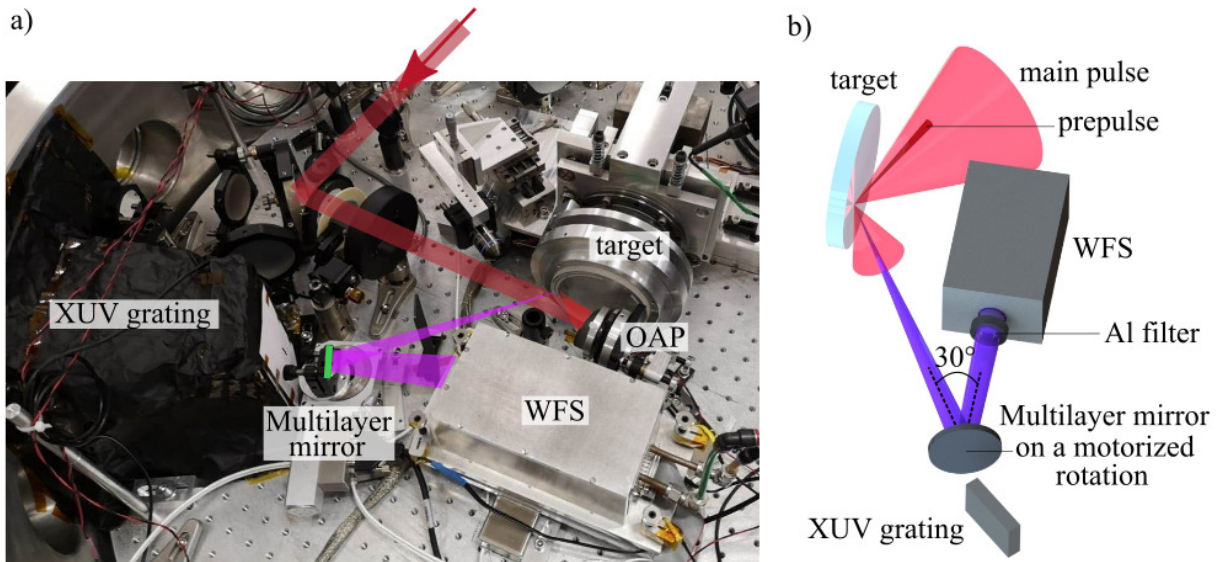 a)
XUV grating
target
OAP
WFS
Multilayer
mirror
b)
target
main pulse
prepulse
WFS
Al filter
30°
Multilayer mirror
on a motorized
rotation
XUV grating